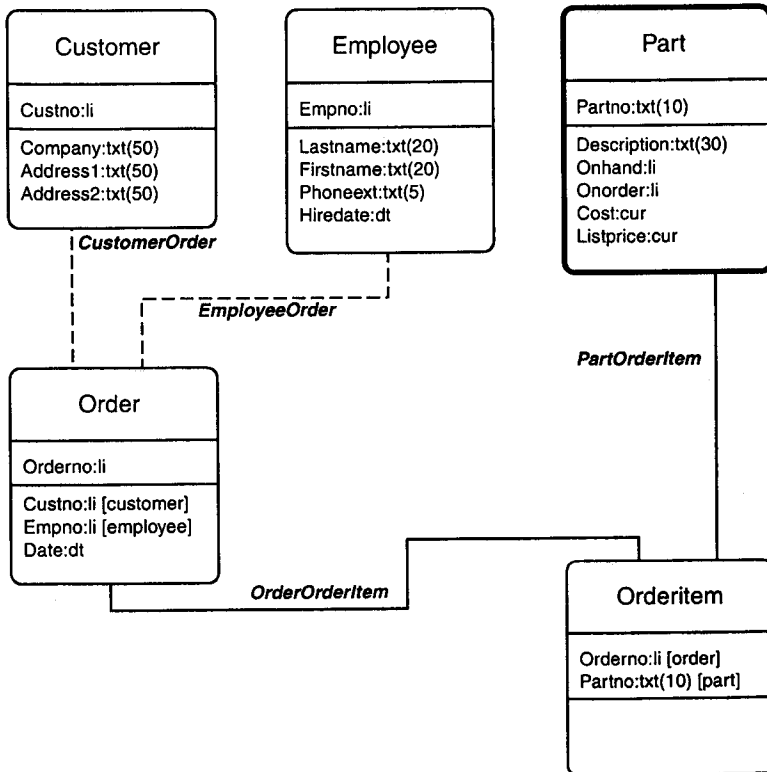 Customer
Custno:li
Company:txt(50)
Address1:txt(50)
Address2:txt(50)
Employee
Empno:li
Lastname:txt(20)
Firstname:txt(20)
Phoneext:txt(5)
Hiredate:dt
Part
Partno:txt(10)
Description:txt(30)
Onhand:li
Onorder:li
Cost:cur
Listprice:cur
CustomerOrder
EmployeeOrder
PartOrderItem
Order
Orderno:li
Custno:li [customer]
Empno:li [employee]
Date:dt
OrderOrderItem
Orderitem
Orderno:li [order]
Partno:txt(10) [part]